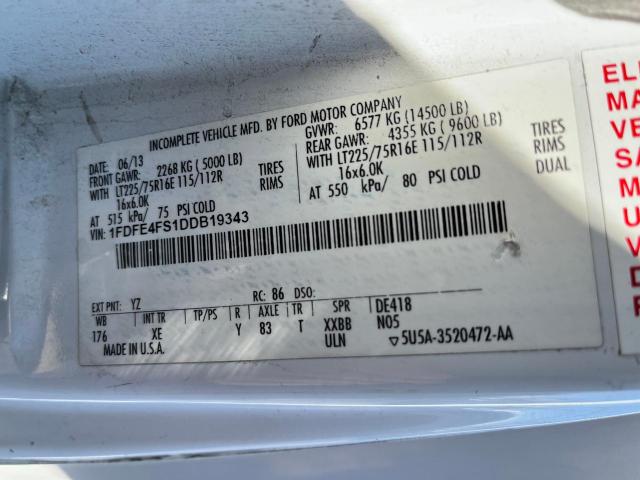 INCOMPLETE VEHICLE MFD. BY FORD MOTOR COMPANY
DATE: 06/13 GVWR: 6577 KG (14500 LB)
FRONT GAWR: 2268 KG (5000 LB) REAR GAWR: 4355 KG (9600 LB)
WITH LT225/75R16E 115/112R TIRES WITH LT225/75R16E 115/112R TIRES
16x6.0K RIMS 16x6.0K RIMS
AT 515 kPa/ 75 PSI COLD AT 550 kPa/ 80 PSI COLD DUAL
VIN: 1FDFE4FS1DDB19343
EXT PNT: YZ RC: 86 DSO:
WB INT TR TP/PS R AXLE TR SPR DE418
176 XE Y 83 T XXBB N05
MADE IN U.S.A. ULN ▽5U5A-3520472-AA
ELE
MA
VE
SA
M
U
V
D
F